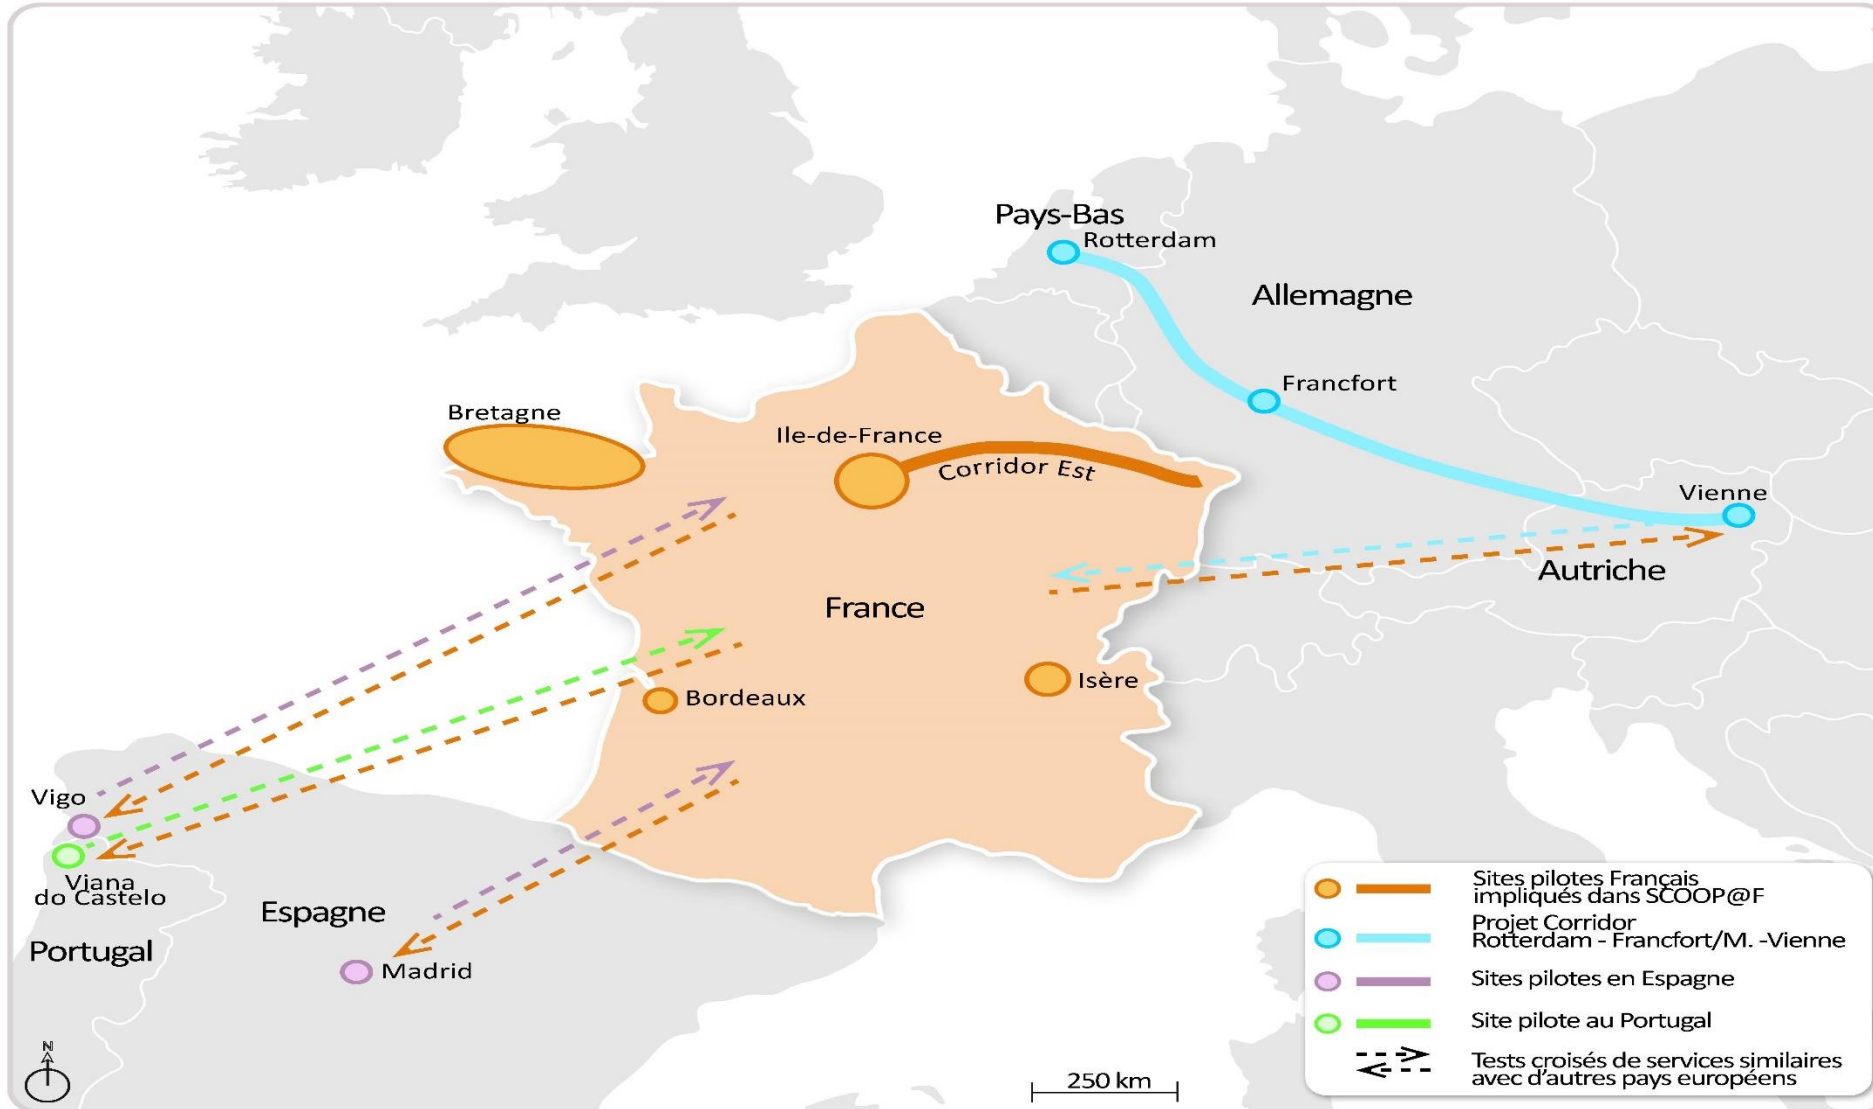 Pays-Bas
Rotterdam
Allemagne
Francfort
Bretagne
Ile-de-France
Corridor Est
Vienne
Autriche
France
Isère
Bordeaux
Vigo
Viana
do Castelo
Espagne
Portugal
Madrid
N
250 km
Sites pilotes Français
impliqués dans SCOOP@F
Projet Corridor
Rotterdam - Francfort/M. -Vienne
Sites pilotes en Espagne
Site pilote au Portugal
Tests croisés de services similaires
avec d'autres pays européens